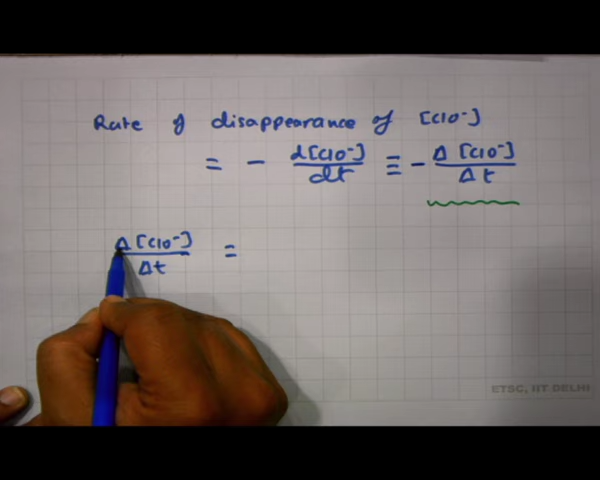 Rate of disappearance of [ClO⁻]
= - d[ClO⁻]/dt ≡ - Δ[ClO⁻]/Δt
Δ[ClO⁻]/Δt =
ETSC, IIT DELHI